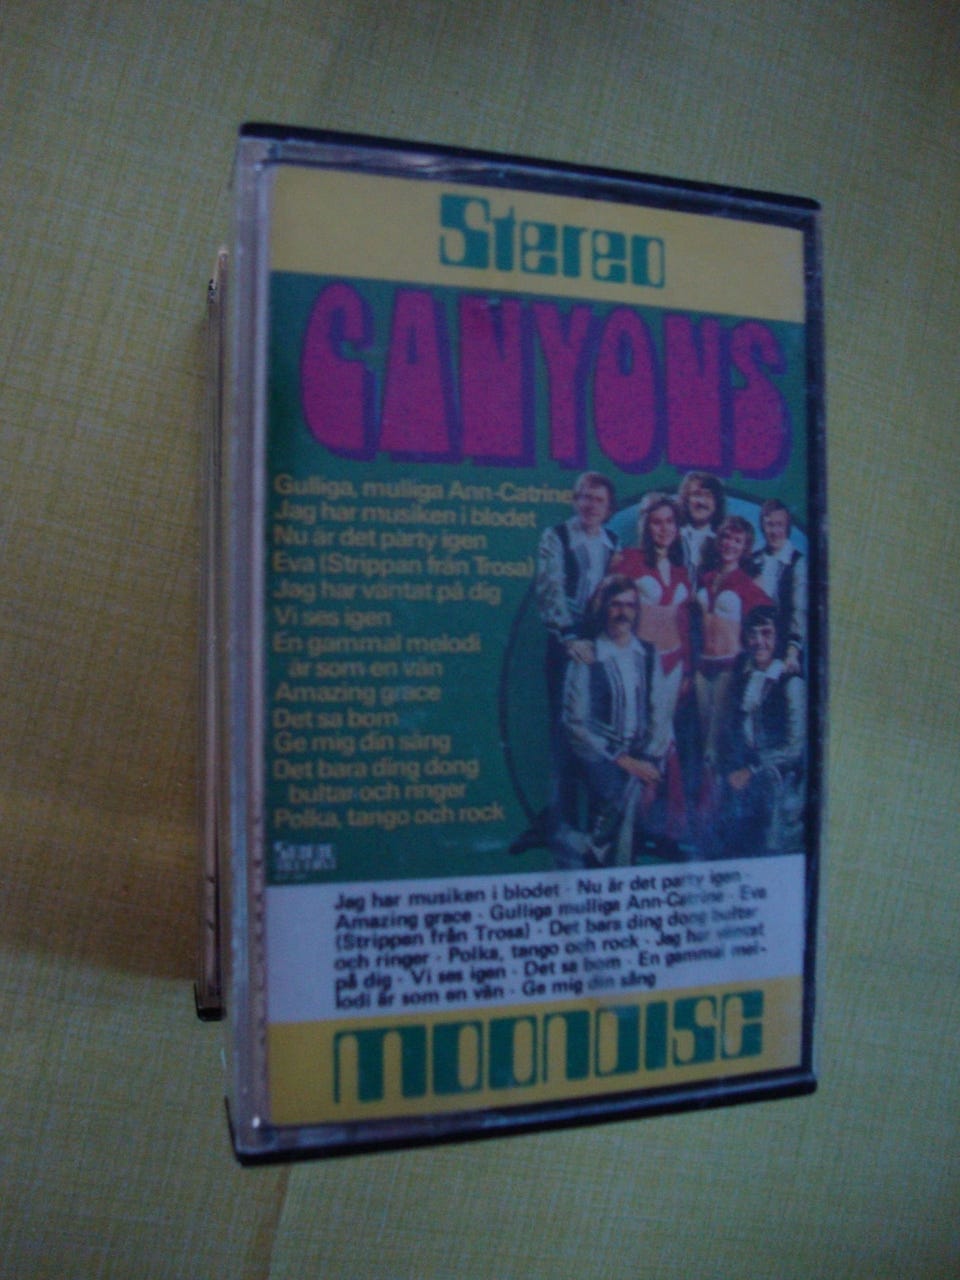 Stereo
CANYONS
Gulliga, mulliga Ann-Catrine
Jag har musiken i blodet
Nu är det party igen
Eva (Strippan från Trosa)
Jag har väntat på dig
Vi ses igen
En gammal melodi
är som en vän
Amazing grace
Det sa bom
Ge mig din sång
Det bara ding dong
bultar och ringer
Polka, tango och rock
Jag har musiken i blodet · Nu är det party igen ·
Amazing grace · Gulliga mulliga Ann-Catrine · Eva
(Strippan från Trosa) · Det bara ding dong bultar
och ringer · Polka, tango och rock · Jag har väntat
på dig · Vi ses igen · Det sa bom · En gammal me-
lodi är som en vän · Ge mig din sång
MOONDISC